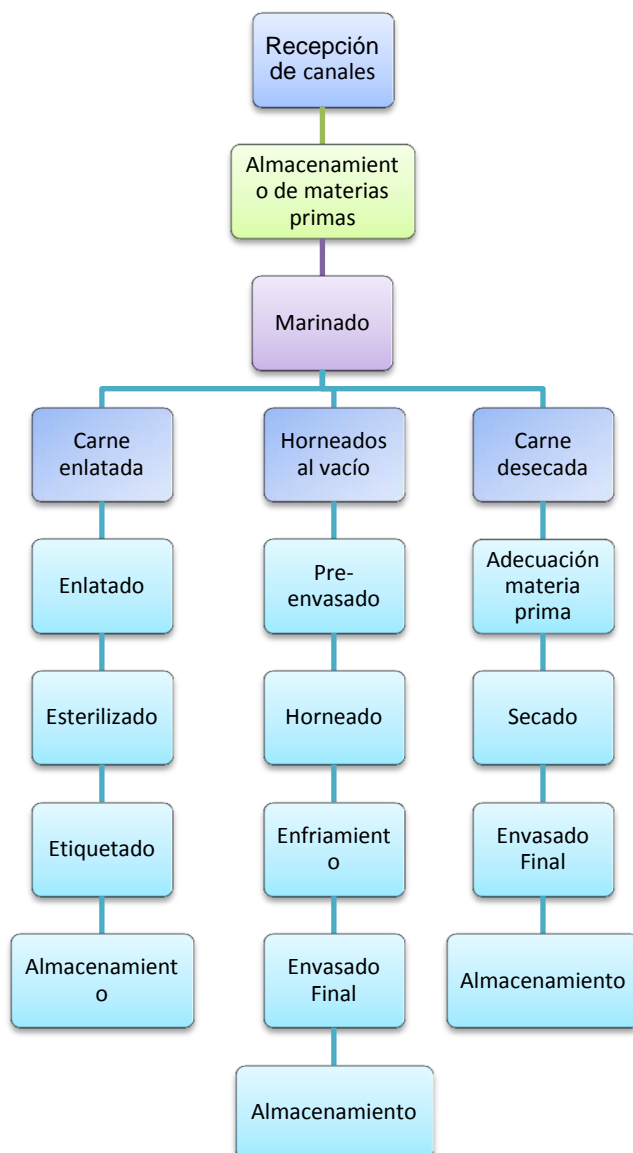 Recepción
de canales
Almacenamient
o de materias
primas
Marinado
Carne
enlatada
Horneados
al vacío
Carne
desecada
Enlatado
Pre-
envasado
Adecuación
materia
prima
Esterilizado
Horneado
Secado
Etiquetado
Enfriamient
o
Envasado
Final
Almacenamient
o
Envasado
Final
Almacenamiento
Almacenamiento